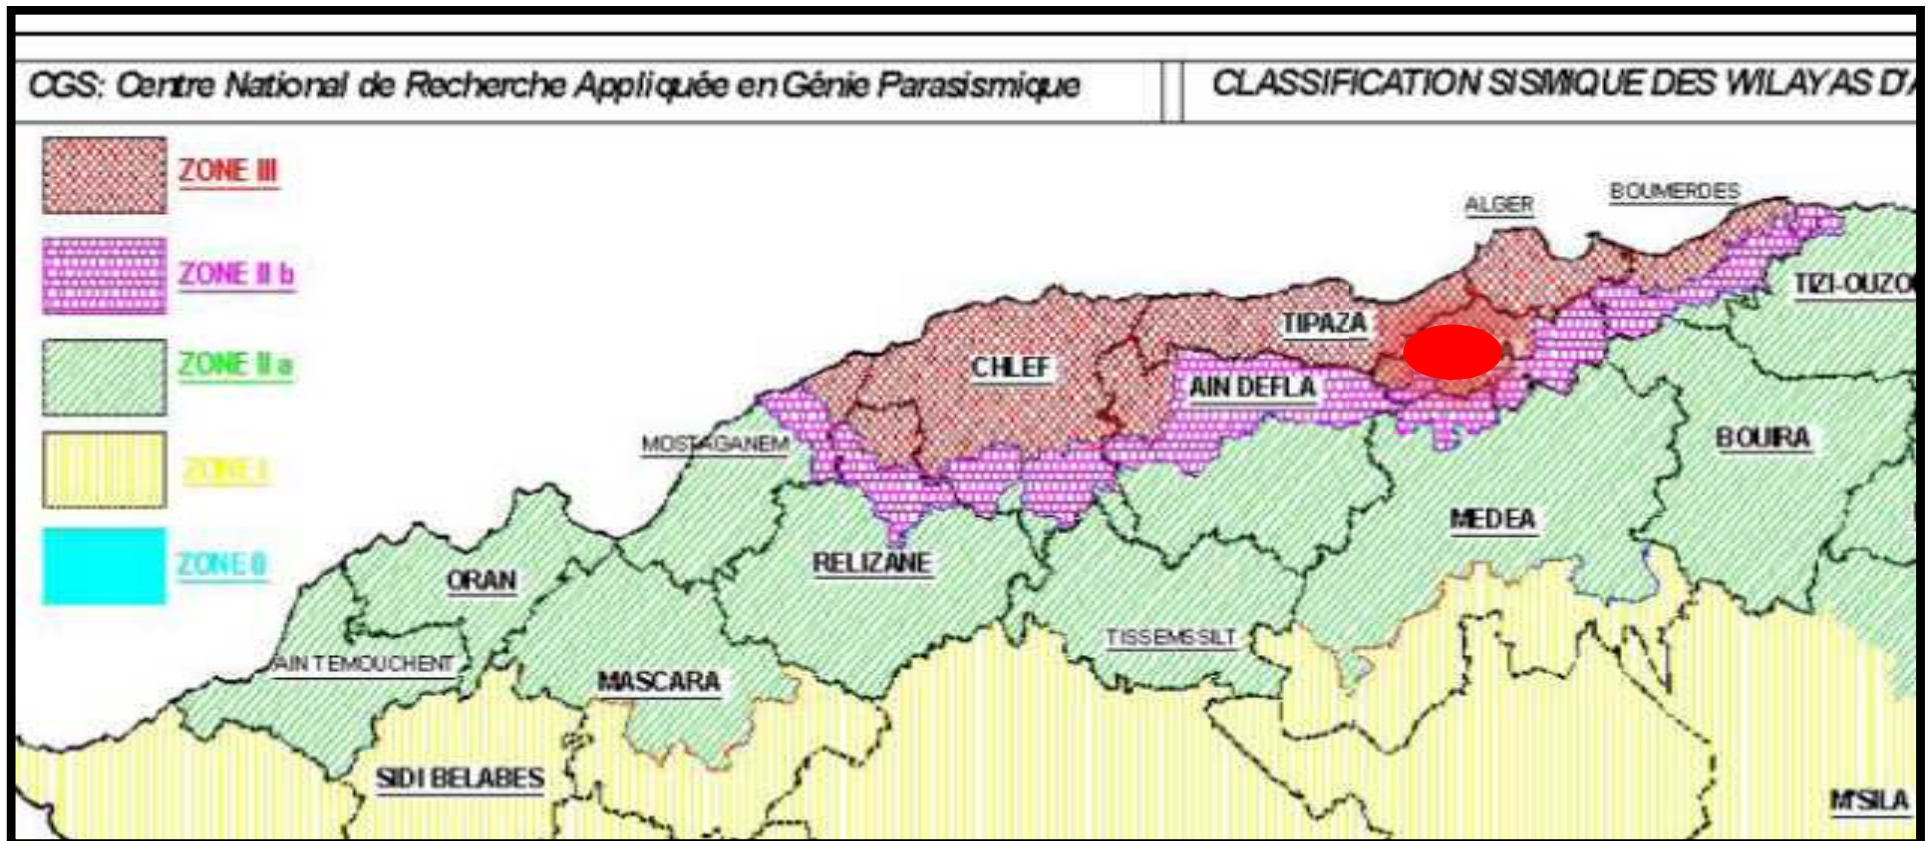 CGS: Centre National de Recherche Appliquée en Génie Parasismique
CLASSIFICATION SISMIQUE DES WILAYAS D'A
ZONE III
ZONE II b
ZONE II a
ZONE I
ZONE 0
BOUMERDES
ALGER
TIZI-OUZO
TIPAZA
CHLEF
AIN DEFLA
MOSTAGANEM
BOUIRA
MEDEA
RELIZANE
ORAN
TISSEMSSILT
AIN TEMOUCHENT
MASCARA
SIDI BELABES
M'SILA